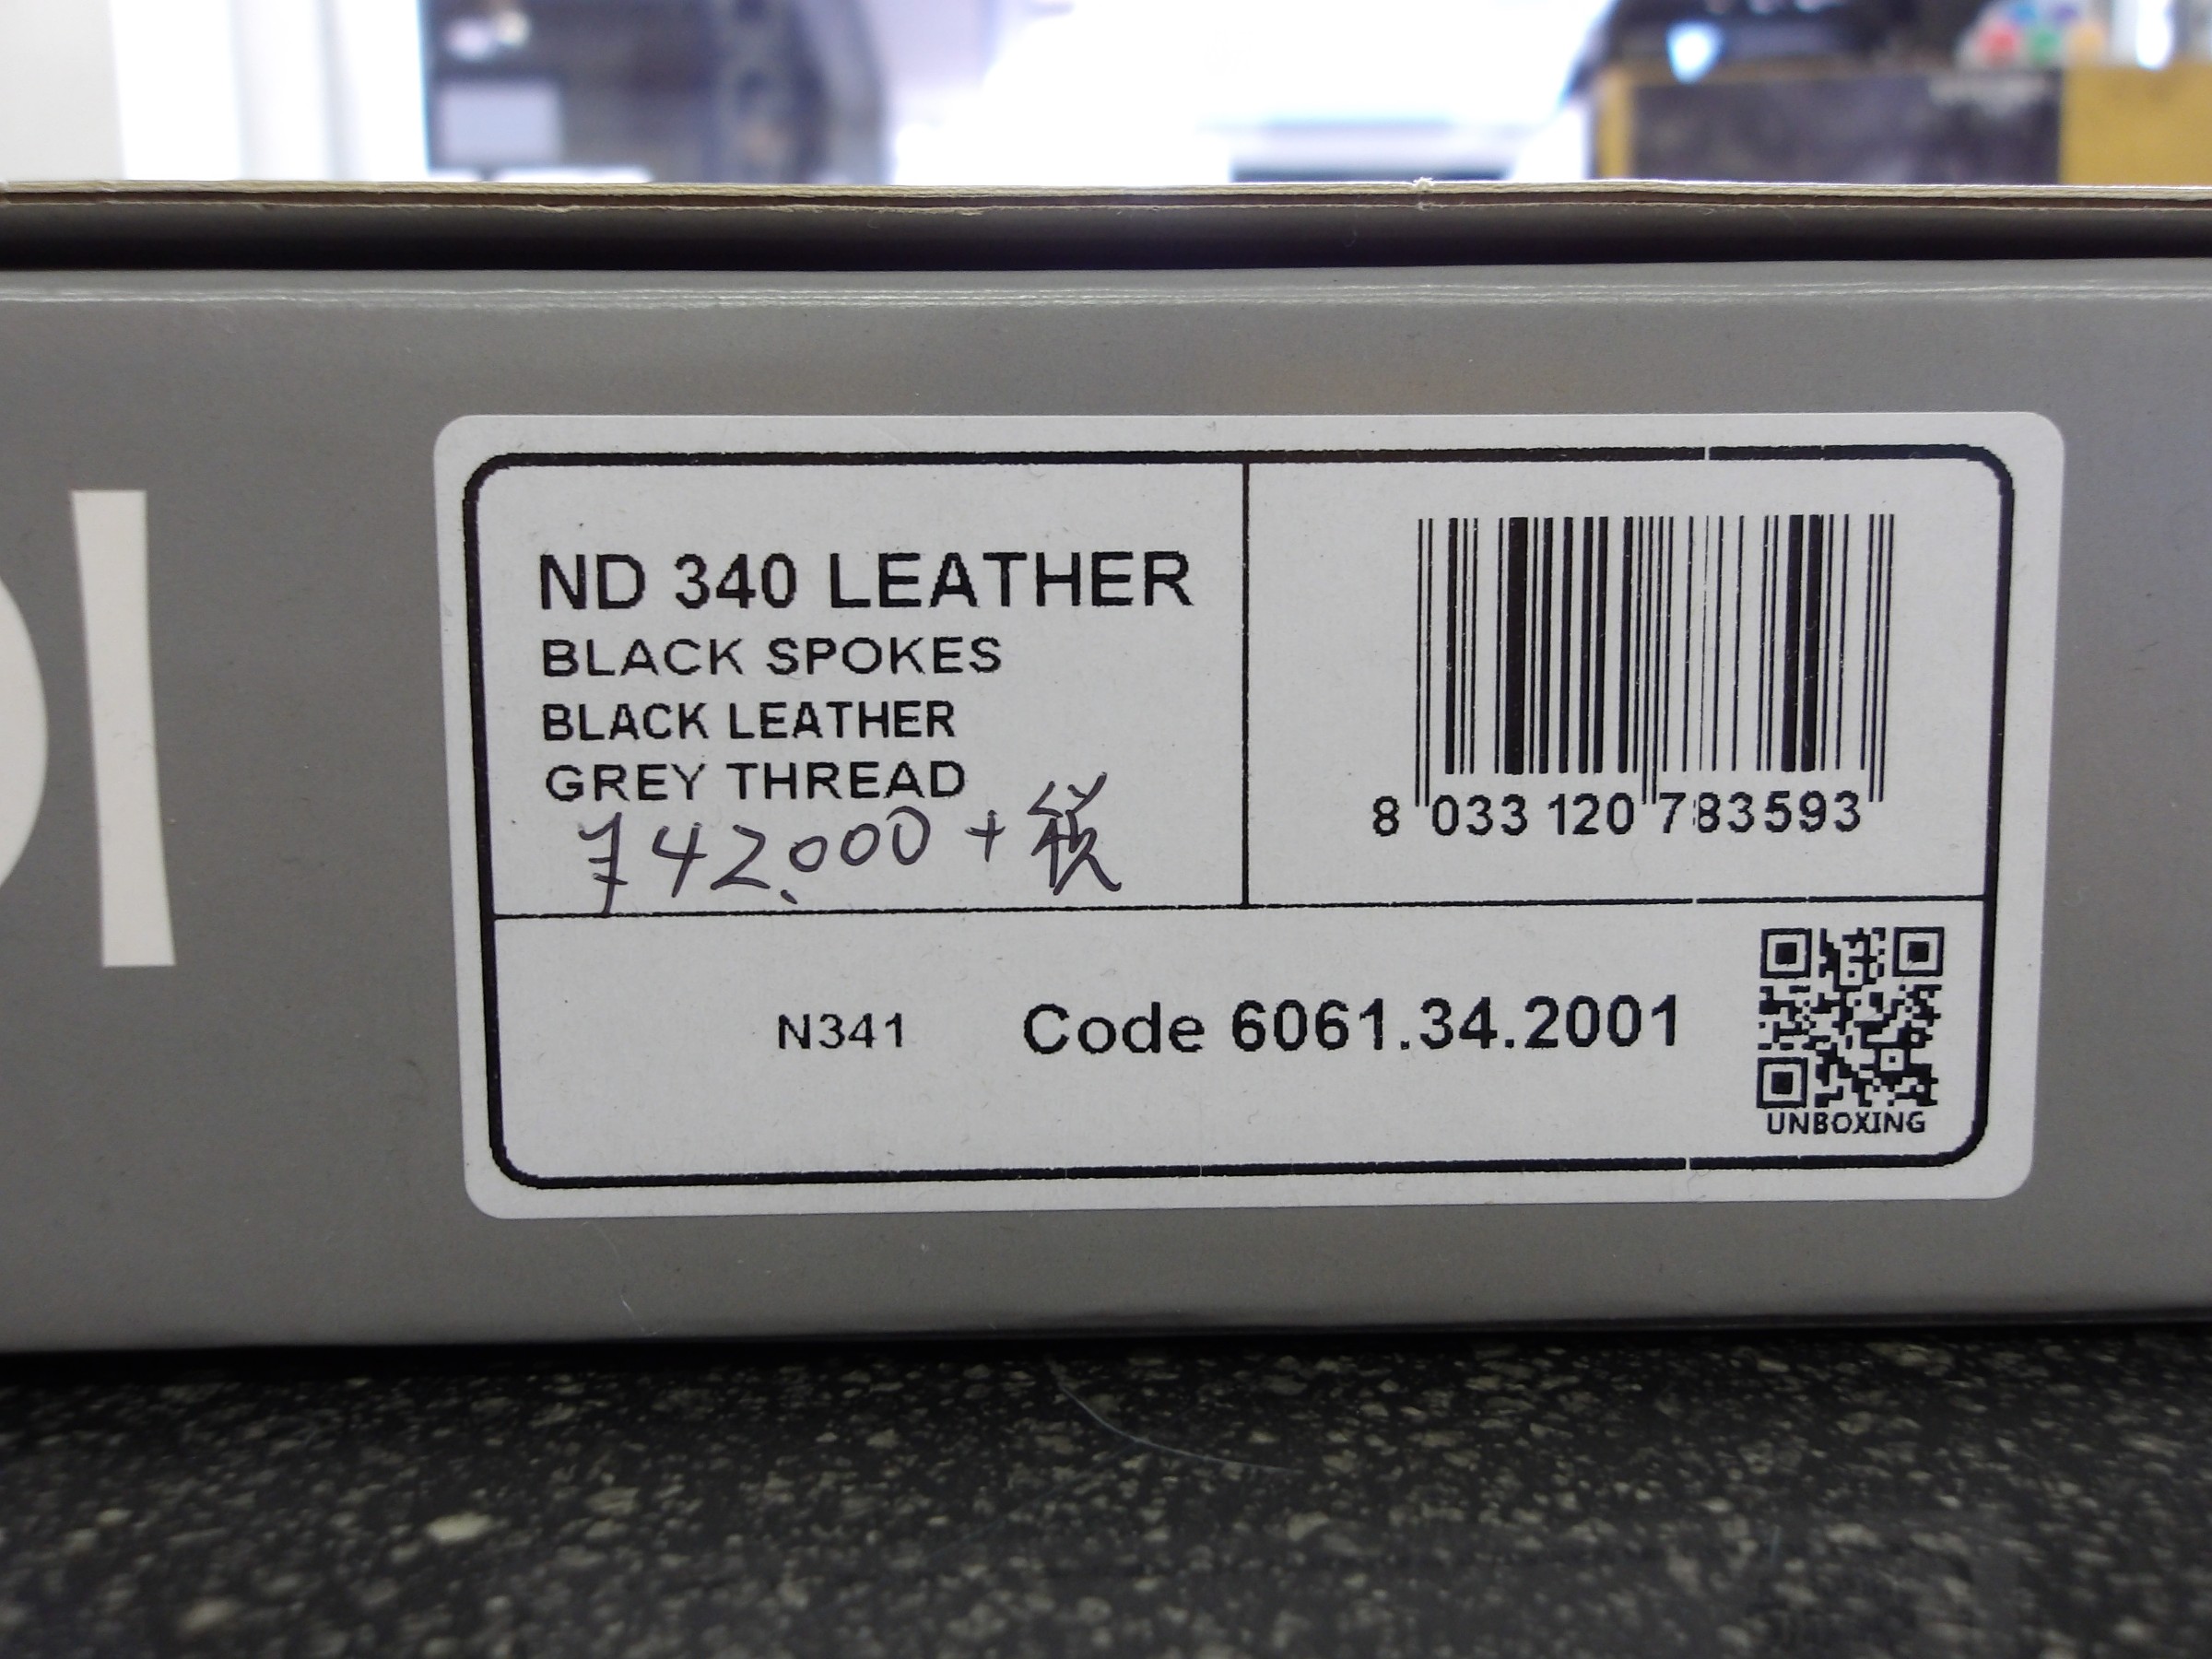 DI
ND 340 LEATHER
BLACK SPOKES
BLACK LEATHER
GREY THREAD
¥42,000+税
8 033120 783593
N341 Code 6061.34.2001
UNBOXING